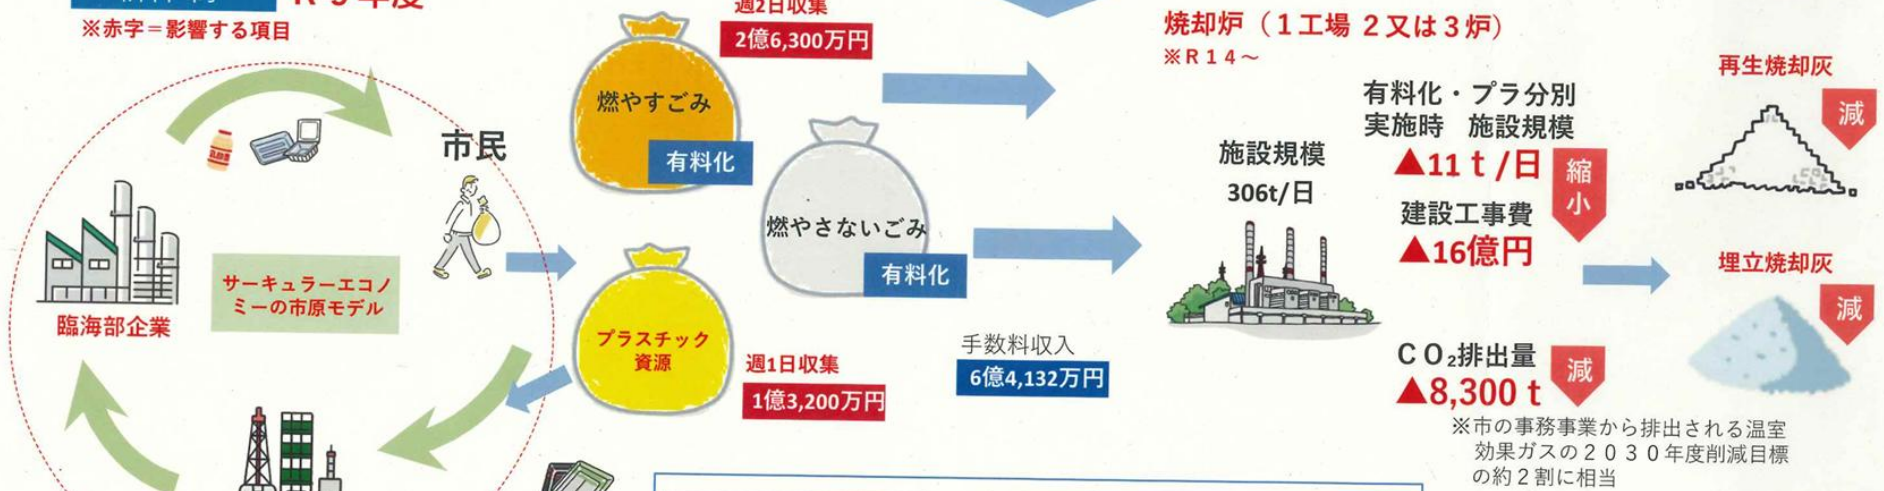 ※赤字＝影響する項目
週2日収集
2億6,300万円
燃やすごみ
有料化
市民
燃やさないごみ
有料化
サーキュラーエコノ
ミーの市原モデル
臨海部企業
プラスチック
資源
週1日収集
1億3,200万円
手数料収入
6億4,132万円
焼却炉（１工場 ２又は３炉）
※Ｒ１４～
施設規模
306t/日
有料化・プラ分別
実施時　施設規模
▲11ｔ/日
縮小
建設工事費
▲16億円
ＣＯ₂排出量
▲8,300ｔ
減
※市の事務事業から排出される温室
効果ガスの２０３０年度削減目標
の約２割に相当
再生焼却灰
減
埋立焼却灰
減